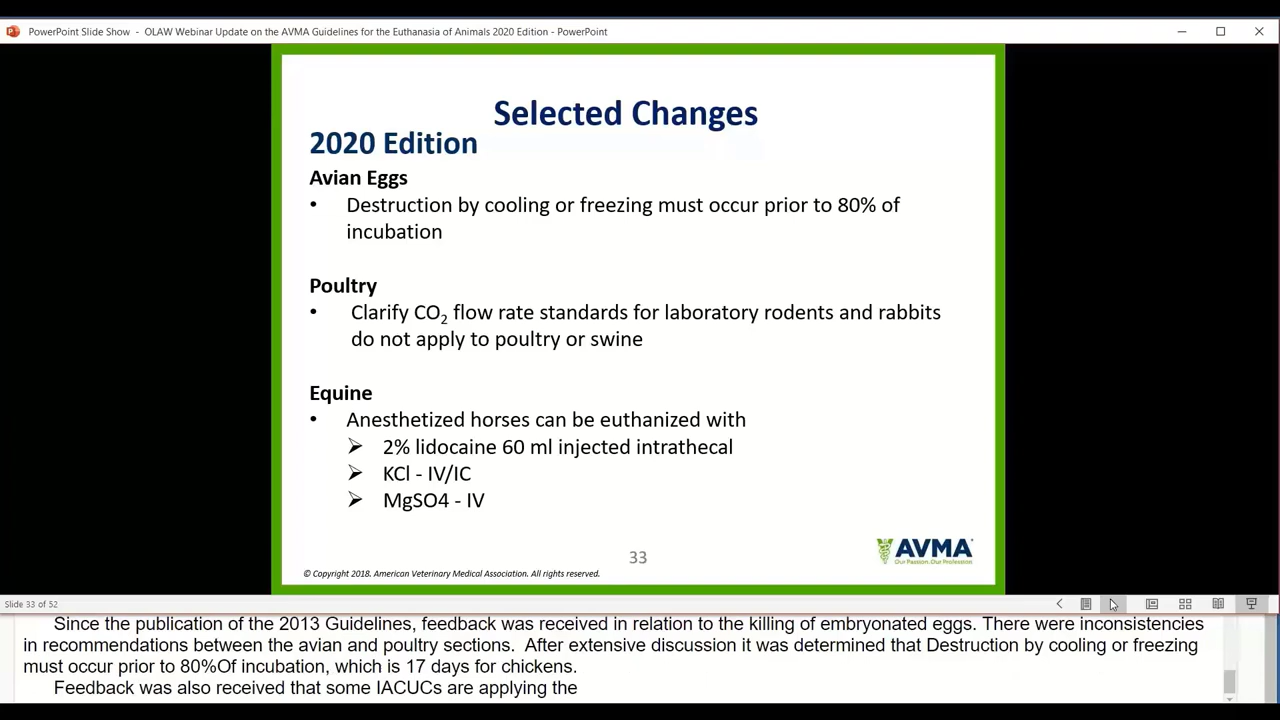 PowerPoint Slide Show - OLAW Webinar Update on the AVMA Guidelines for the Euthanasia of Animals 2020 Edition - PowerPoint
Selected Changes
2020 Edition
Avian Eggs
• Destruction by cooling or freezing must occur prior to 80% of
incubation
Poultry
• Clarify CO₂ flow rate standards for laboratory rodents and rabbits
do not apply to poultry or swine
Equine
• Anesthetized horses can be euthanized with
➢ 2% lidocaine 60 ml injected intrathecal
➢ KCl - IV/IC
➢ MgSO4 - IV
33
AVMA
Our Passion. Our Profession.
© Copyright 2018. American Veterinary Medical Association. All rights reserved.
Slide 33 of 52
Since the publication of the 2013 Guidelines, feedback was received in relation to the killing of embryonated eggs. There were inconsistencies
in recommendations between the avian and poultry sections. After extensive discussion it was determined that Destruction by cooling or freezing
must occur prior to 80%Of incubation, which is 17 days for chickens.
Feedback was also received that some IACUCs are applying the